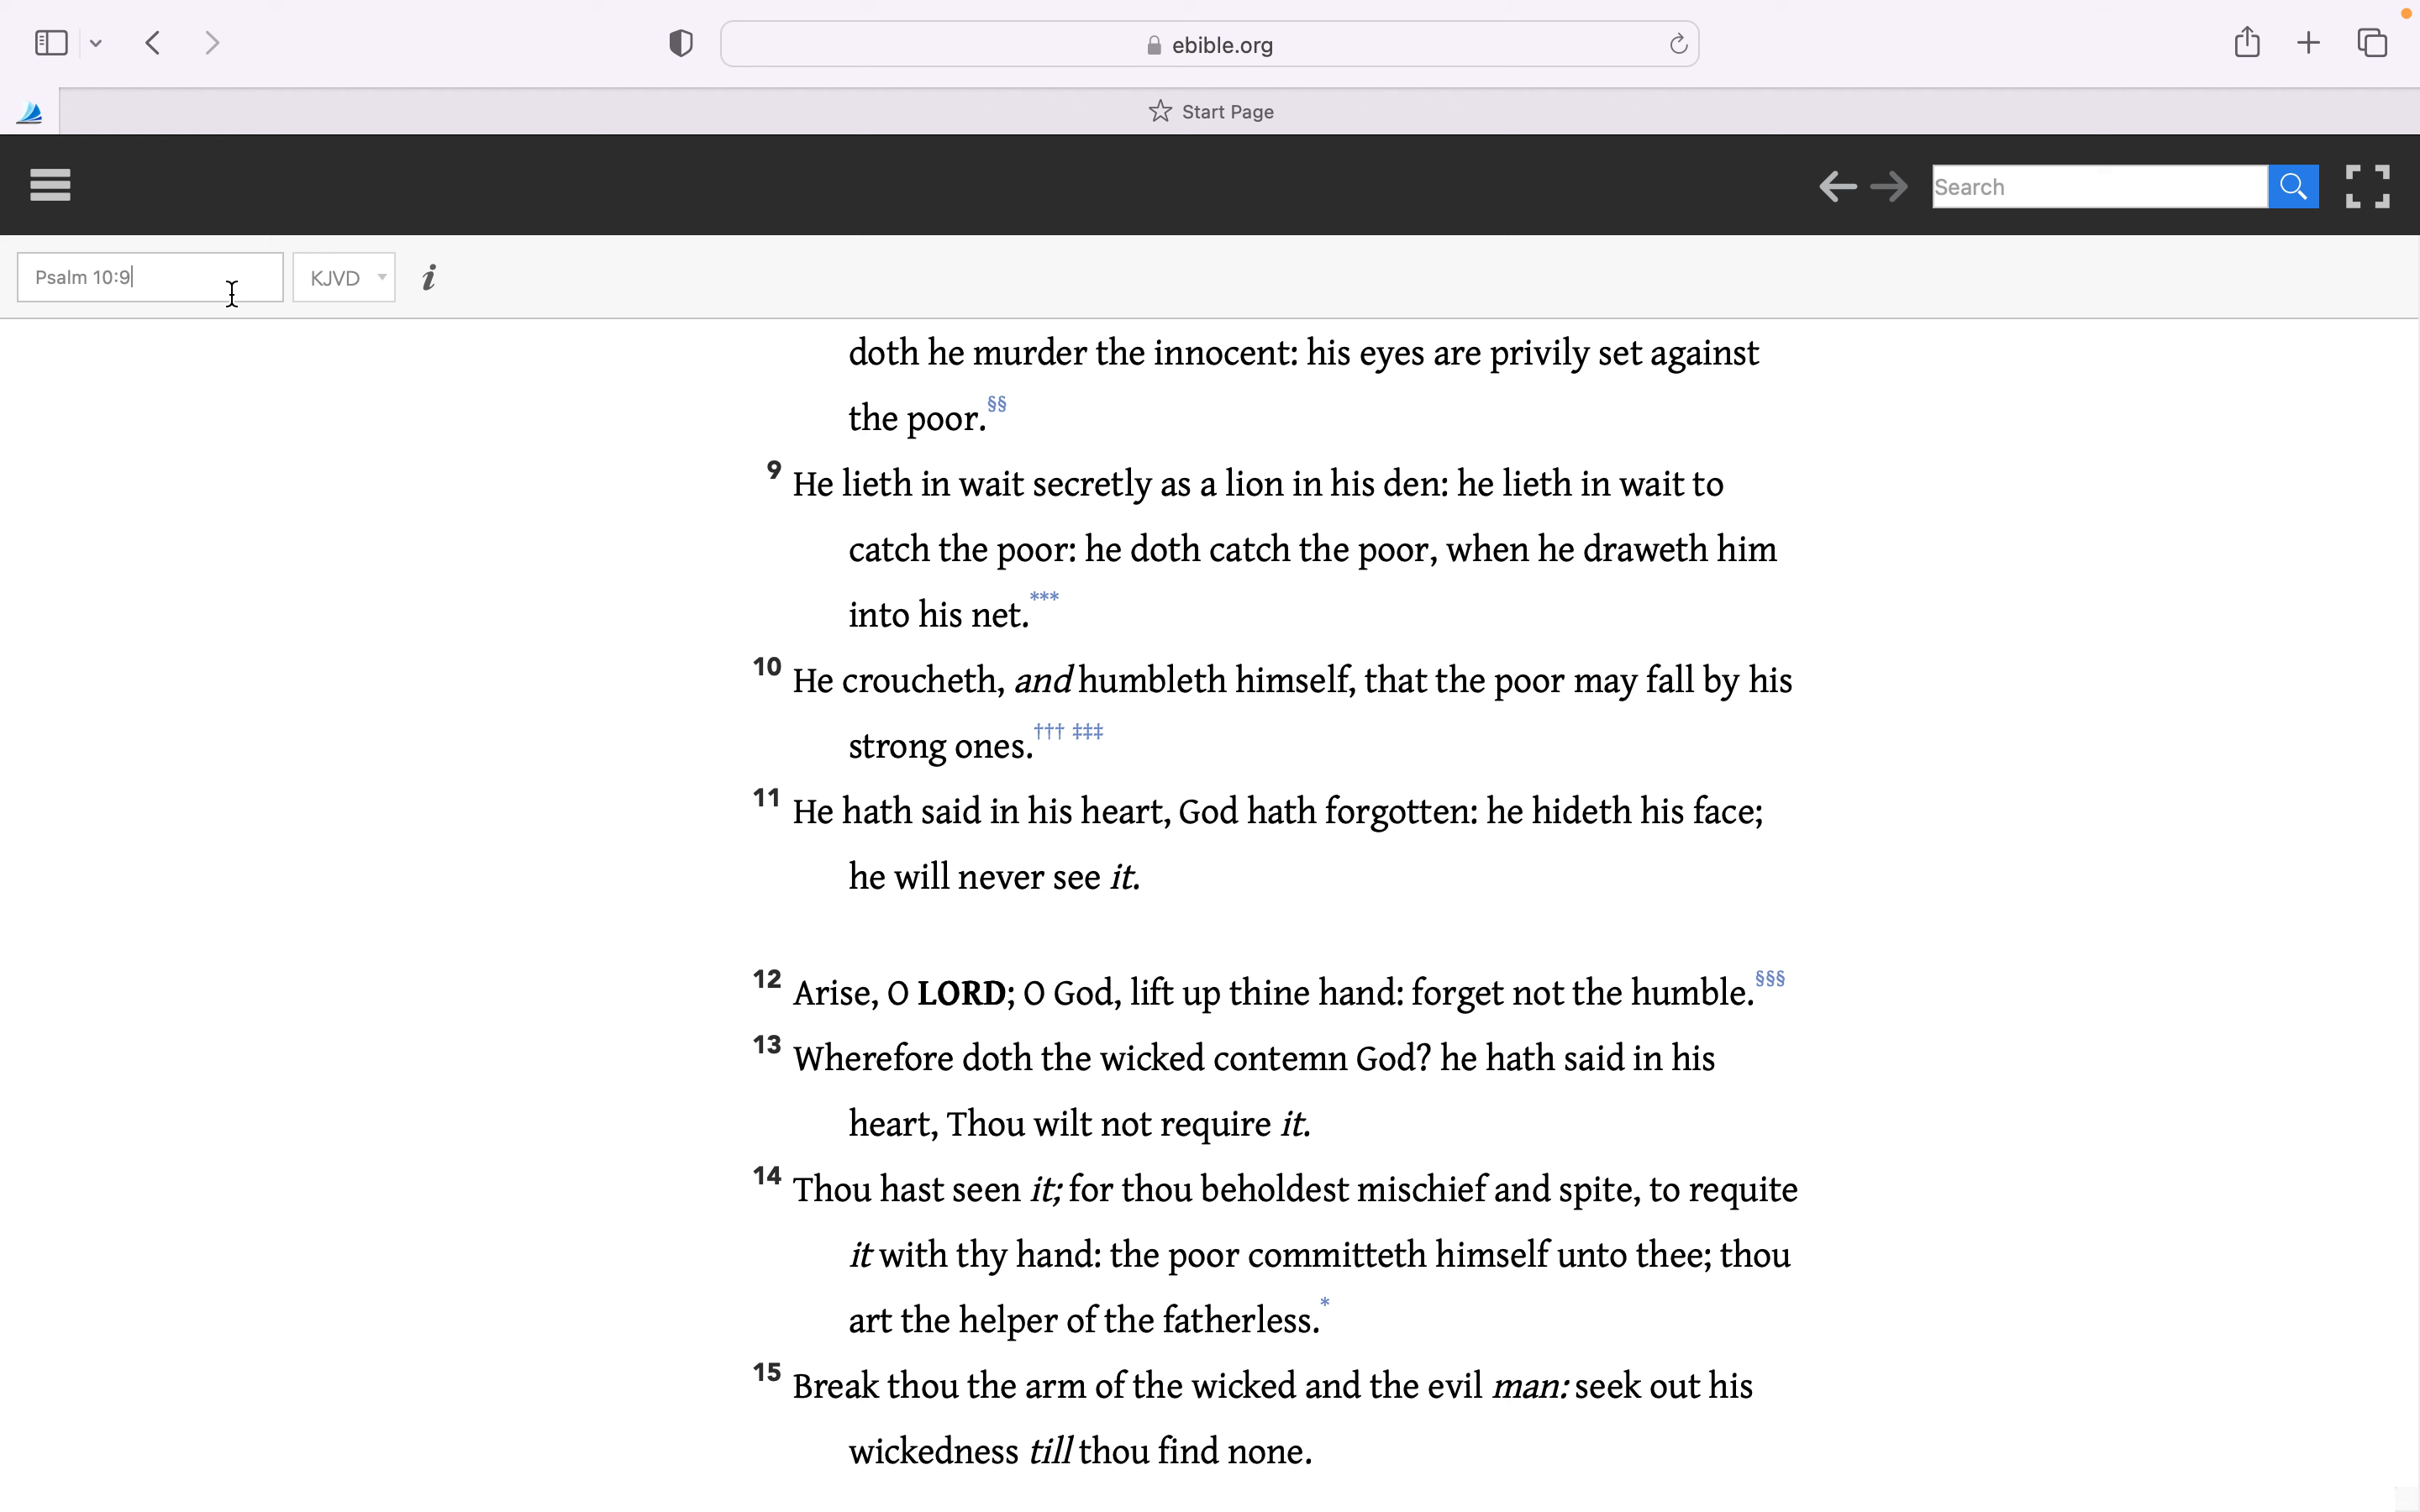 ebible.org
Start Page
Search
Psalm 10:9
KJVD
i
doth he murder the innocent: his eyes are privily set against
the poor.§§
9 He lieth in wait secretly as a lion in his den: he lieth in wait to
catch the poor: he doth catch the poor, when he draweth him
into his net.***
10 He croucheth, and humbleth himself, that the poor may fall by his
strong ones.††† ‡‡‡
11 He hath said in his heart, God hath forgotten: he hideth his face;
he will never see it.
12 Arise, O LORD; O God, lift up thine hand: forget not the humble.§§§
13 Wherefore doth the wicked contemn God? he hath said in his
heart, Thou wilt not require it.
14 Thou hast seen it; for thou beholdest mischief and spite, to requite
it with thy hand: the poor committeth himself unto thee; thou
art the helper of the fatherless.*
15 Break thou the arm of the wicked and the evil man: seek out his
wickedness till thou find none.